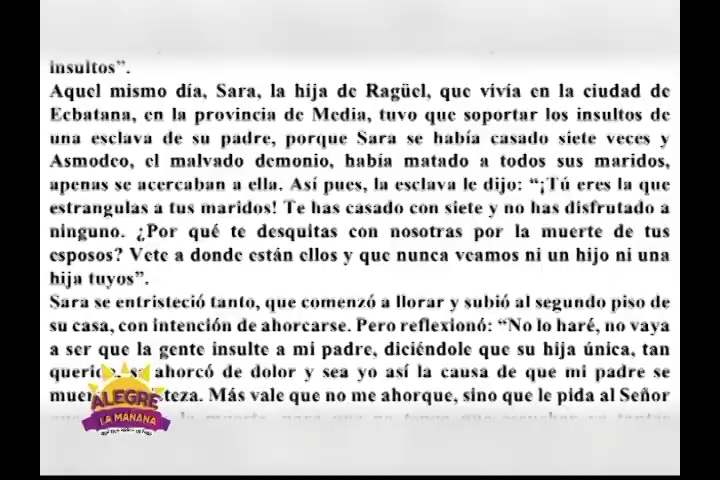 insultos”.
Aquel mismo día, Sara, la hija de Ragüel, que vivía en la ciudad de
Ecbatana, en la provincia de Media, tuvo que soportar los insultos de
una esclava de su padre, porque Sara se había casado siete veces y
Asmodeo, el malvado demonio, había matado a todos sus maridos,
apenas se acercaban a ella. Así pues, la esclava le dijo: “¡Tú eres la que
estrangulas a tus maridos! Te has casado con siete y no has disfrutado a
ninguno. ¿Por qué te desquitas con nosotras por la muerte de tus
esposos? Vete a donde están ellos y que nunca veamos ni un hijo ni una
hija tuyos”.
Sara se entristeció tanto, que comenzó a llorar y subió al segundo piso de
su casa, con intención de ahorcarse. Pero reflexionó: “No lo haré, no vaya
a ser que la gente insulte a mi padre, diciéndole que su hija única, tan
ahorcó de dolor y sea yo así la causa de que mi padre se
Más vale que no me ahorque, sino que le pida al Señor
ALEGRE
LA MAÑANA